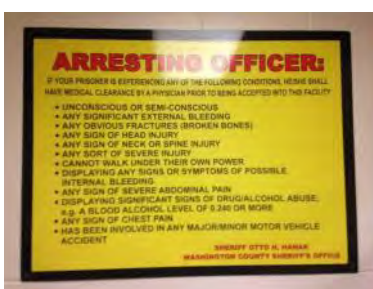 ARRESTING OFFICER:
IF YOUR PRISONER IS EXPERIENCING ANY OF THE FOLLOWING CONDITIONS, HE/SHE SHALL
HAVE MEDICAL CLEARANCE BY A PHYSICIAN PRIOR TO BEING ACCEPTED INTO THIS FACILITY
• UNCONSCIOUS OR SEMI-CONSCIOUS
• ANY SIGNIFICANT EXTERNAL BLEEDING
• ANY OBVIOUS FRACTURES (BROKEN BONES)
• ANY SIGN OF HEAD INJURY
• ANY SIGN OF NECK OR SPINE INJURY
• ANY SORT OF SEVERE INJURY
• CANNOT WALK UNDER THEIR OWN POWER
• DISPLAYING ANY SIGNS OR SYMPTOMS OF POSSIBLE
INTERNAL BLEEDING
• ANY SIGN OF SEVERE ABDOMINAL PAIN
• DISPLAYING SIGNIFICANT SIGNS OF DRUG/ALCOHOL ABUSE;
e.g. A BLOOD ALCOHOL LEVEL OF 0.240 OR MORE
• ANY SIGN OF CHEST PAIN
• HAS BEEN INVOLVED IN ANY MAJOR/MINOR MOTOR VEHICLE
ACCIDENT
SHERIFF OTTO H. HANAK
WASHINGTON COUNTY SHERIFF'S OFFICE